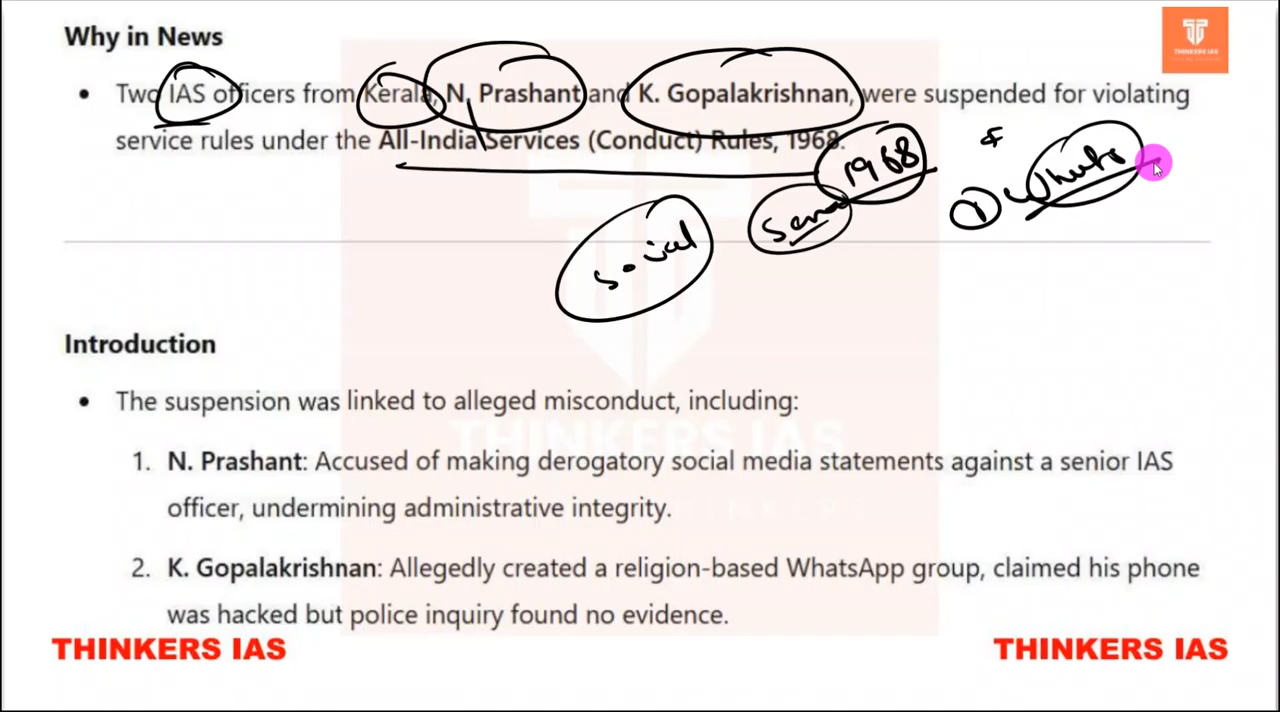 Why in News
THINKERS IAS
• Two IAS officers from Kerala, N. Prashant and K. Gopalakrishnan, were suspended for violating
service rules under the All-India Services (Conduct) Rules, 1968.
1968
social
Introduction
• The suspension was linked to alleged misconduct, including:
THINKERS IAS
1. N. Prashant: Accused of making derogatory social media statements against a senior IAS
officer, undermining administrative integrity.
2. K. Gopalakrishnan: Allegedly created a religion-based WhatsApp group, claimed his phone
was hacked but police inquiry found no evidence.
THINKERS IAS
THINKERS IAS